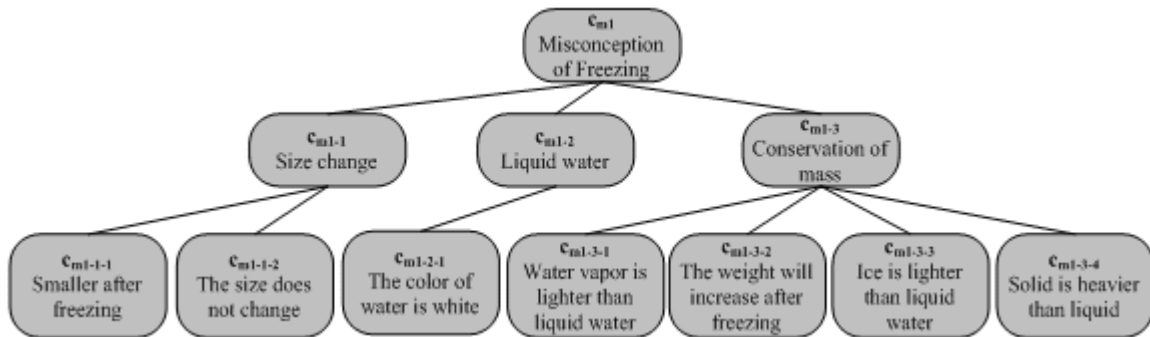 cm1
Misconception
of Freezing
cm1-1
Size change
cm1-2
Liquid water
cm1-3
Conservation of
mass
cm1-1-1
Smaller after
freezing
cm1-1-2
The size does
not change
cm1-2-1
The color of
water is white
cm1-3-1
Water vapor is
lighter than
liquid water
cm1-3-2
The weight will
increase after
freezing
cm1-3-3
Ice is lighter
than liquid
water
cm1-3-4
Solid is heavier
than liquid